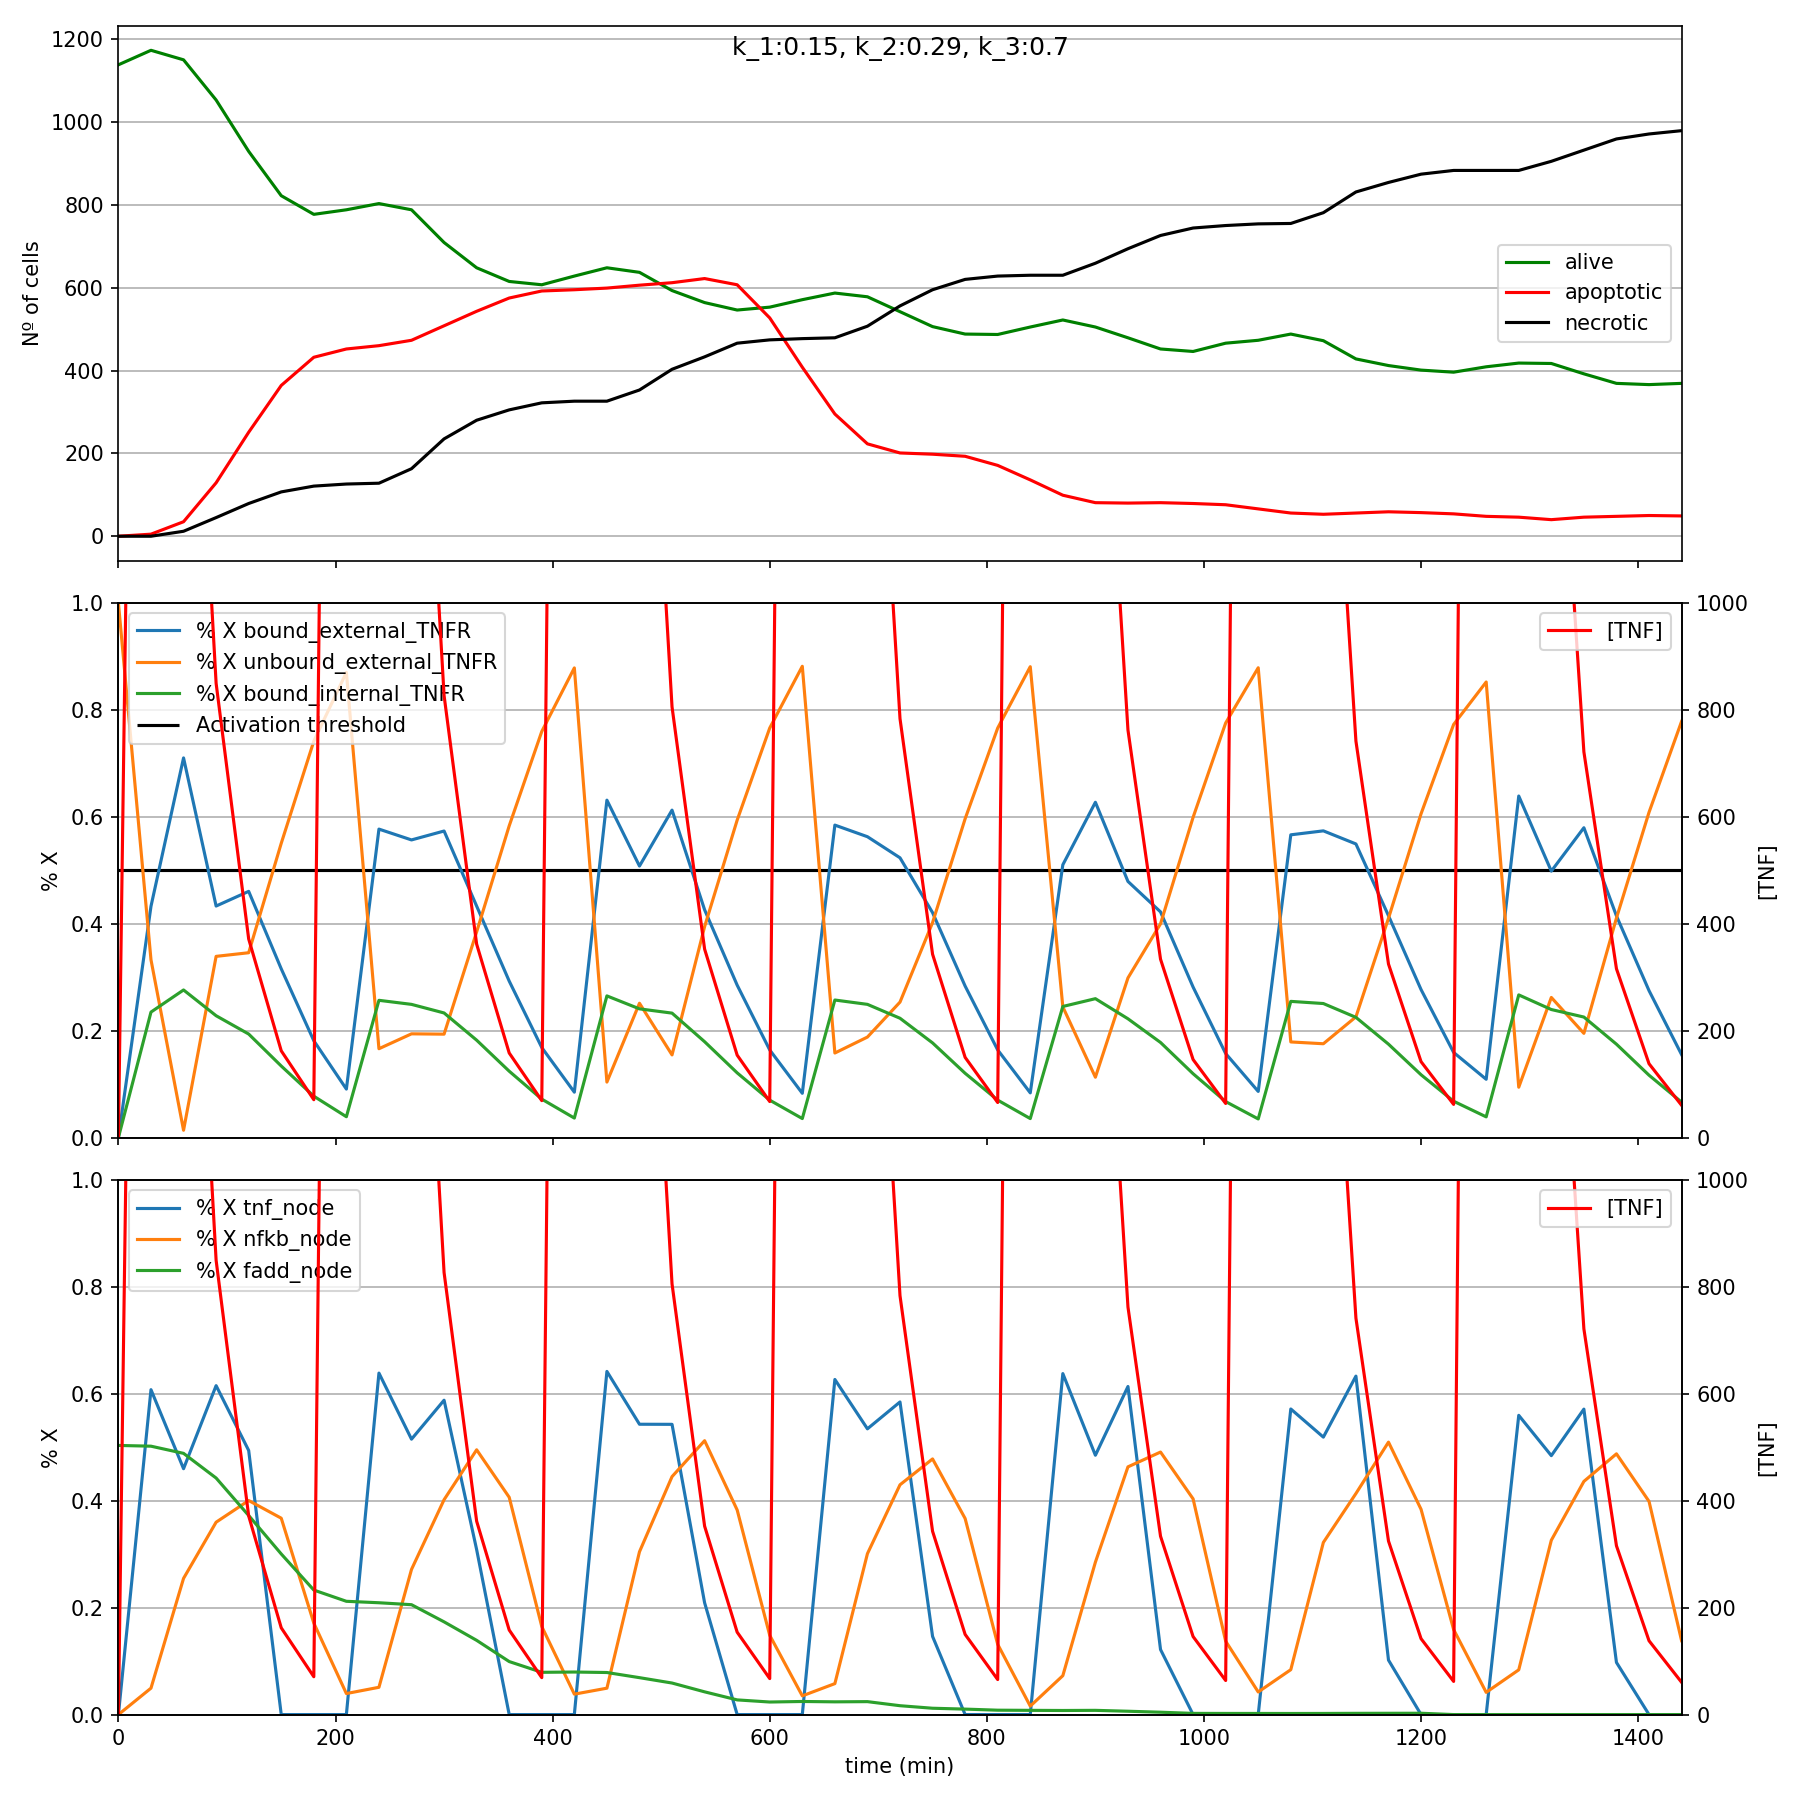 k_1:0.15, k_2:0.29, k_3:0.7
1200
1000
800
600
400
200
0
Nº of cells
alive
apoptotic
necrotic
1.0
0.8
0.6
0.4
0.2
0.0
% X
% X bound_external_TNFR
% X unbound_external_TNFR
% X bound_internal_TNFR
Activation threshold
[TNF]
1000
800
600
400
200
0
[TNF]
1.0
0.8
0.6
0.4
0.2
0.0
% X
% X tnf_node
% X nfkb_node
% X fadd_node
[TNF]
1000
800
600
400
200
0
[TNF]
0 200 400 600 800 1000 1200 1400
time (min)